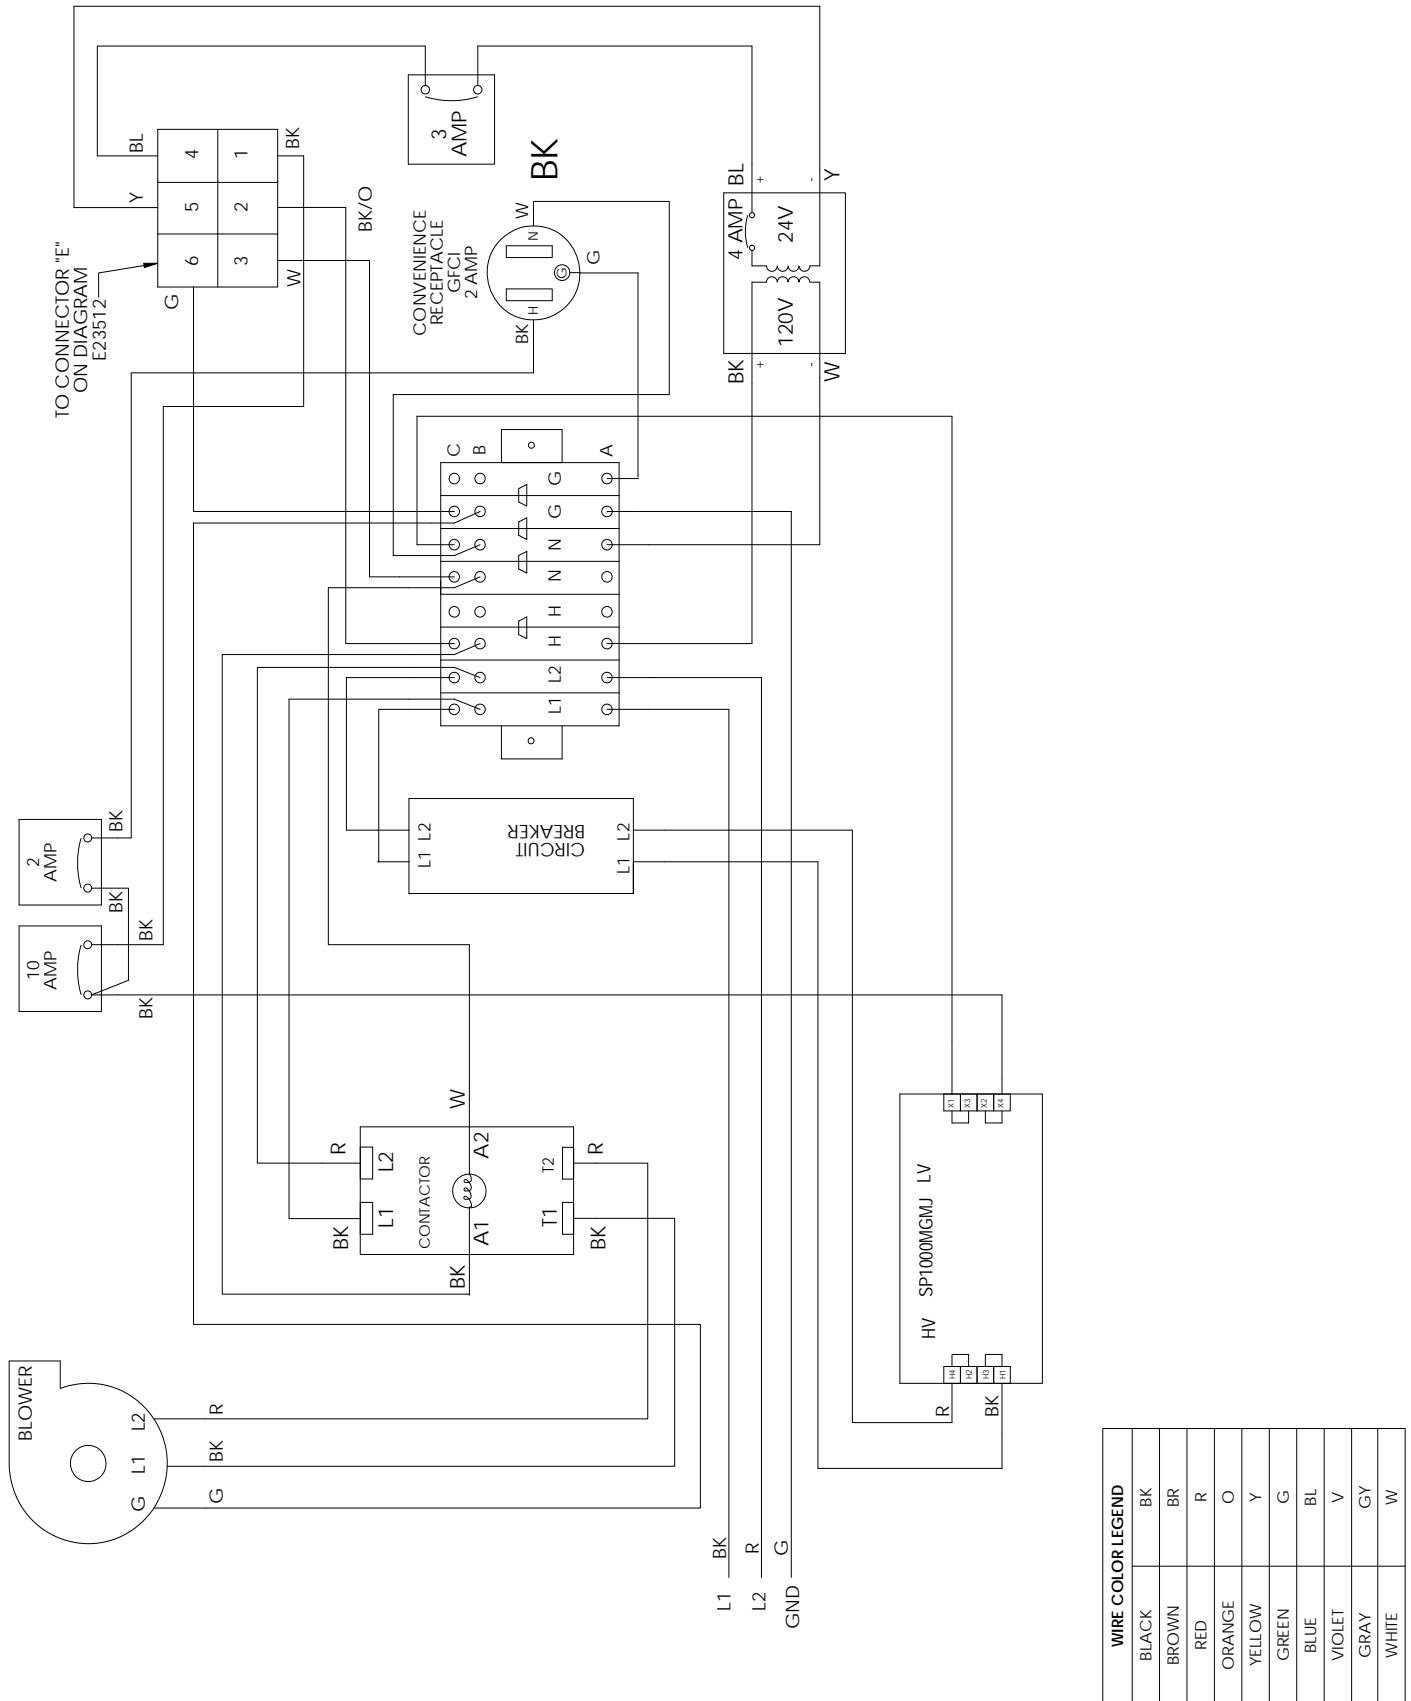 TO CONNECTOR "E"
ON DIAGRAM
E23512
BL
Y
G
4
5
6
1
2
3
BK
BK/O
W
3
AMP
BK
CONVENIENCE
RECEPTACLE
GFCI
2 AMP
W
N
G
G
H
BK
BL
+
-
Y
4 AMP
24V
120V
BK
+
-
W
C
B
A
G
G
N
N
H
H
L2
L1
2
AMP
BK
BK
10
AMP
BK
BK
L2
L1
CIRCUIT
BREAKER
L2
L1
W
R
L2
L1
BK
CONTACTOR
A2
A1
BK
T2
T1
R
BK
X1
X3
X2
X4
HV SP1000MGMJ LV
H4
H2
H3
H1
R
BK
BLOWER
L2
L1
G
R
BK
G
L1
BK
L2
R
GND
G
WIRE COLOR LEGEND
BLACK BK
BROWN BR
RED R
ORANGE O
YELLOW Y
GREEN G
BLUE BL
VIOLET V
GRAY GY
WHITE W